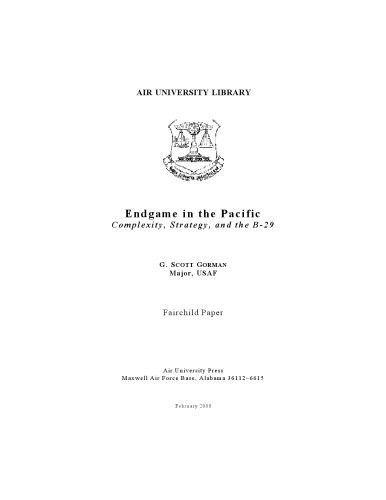 AIR UNIVERSITY LIBRARY
Endgame in the Pacific
Complexity, Strategy, and the B-29
G. SCOTT GORMAN
Major, USAF
Fairchild Paper
Air University Press
Maxwell Air Force Base, Alabama 36112–6615
February 2000